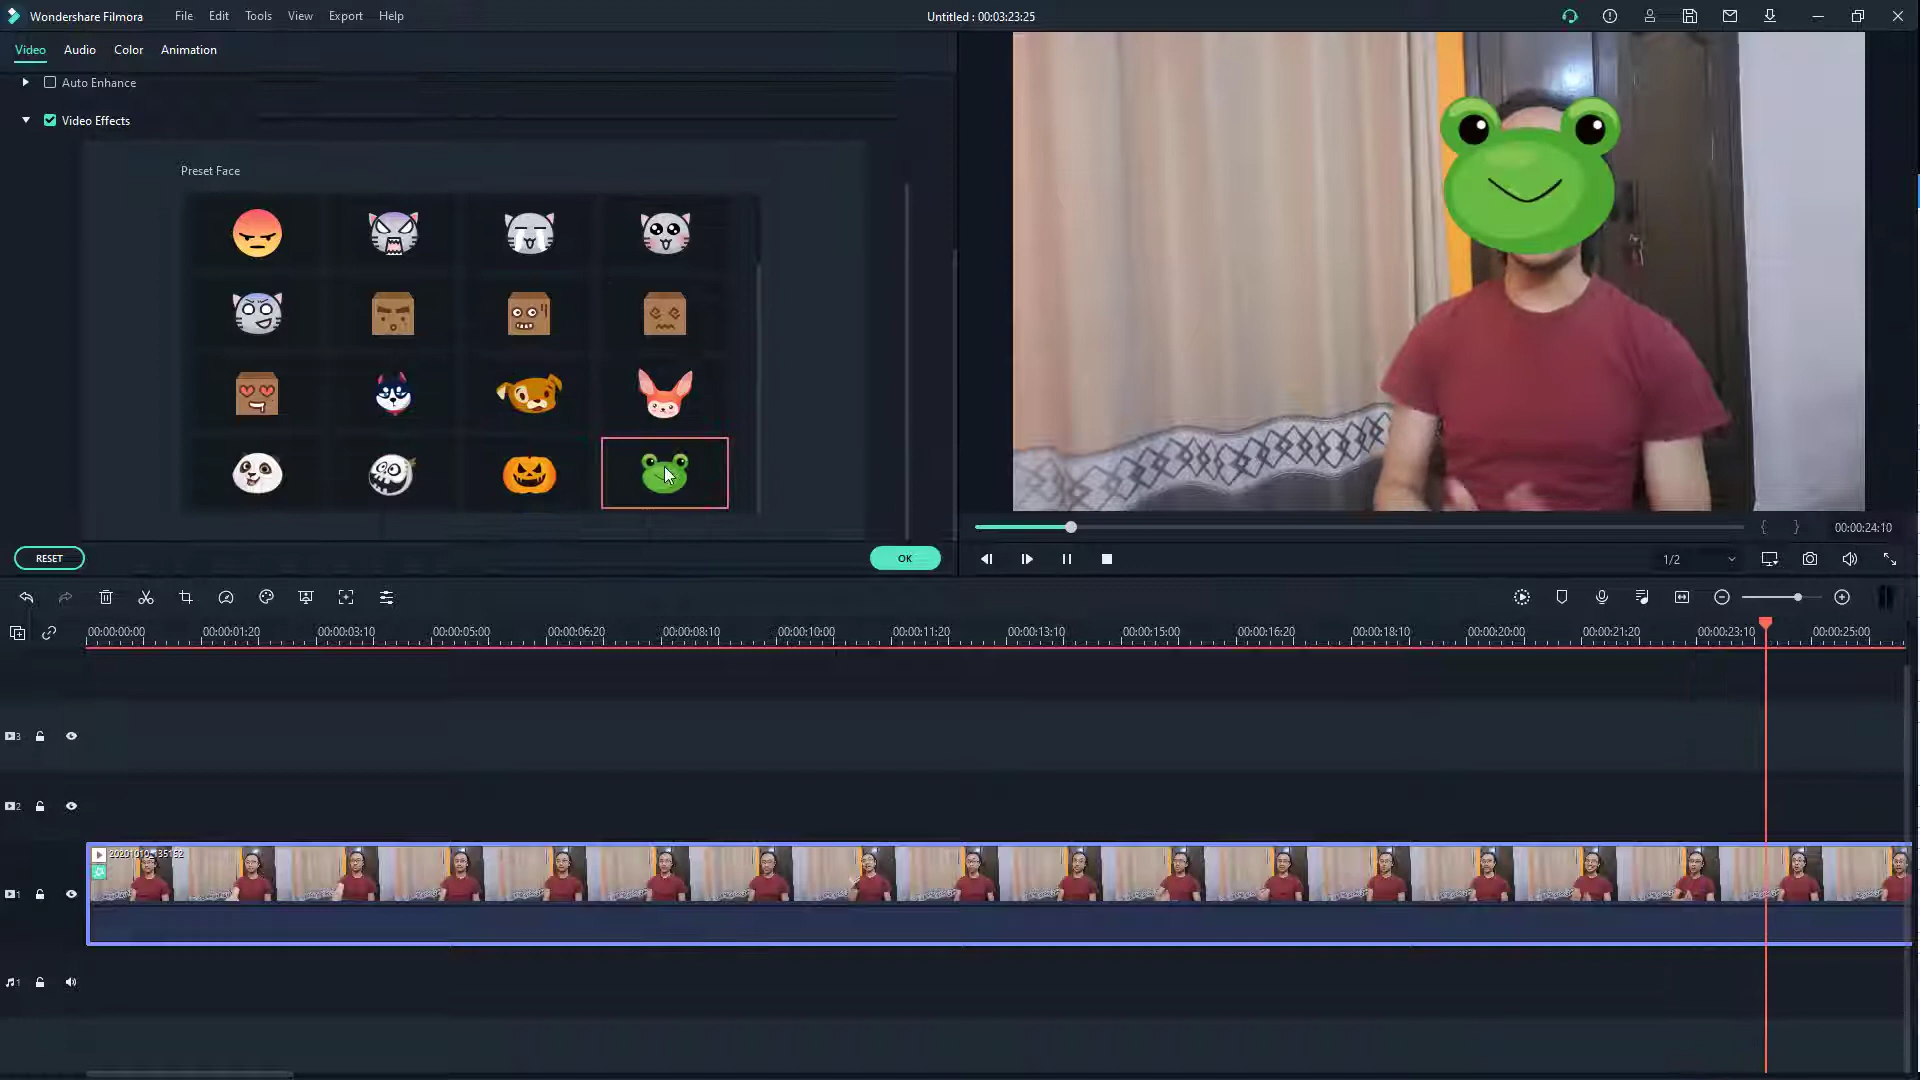 Wondershare Filmora File Edit Tools View Export Help Untitled : 00:03:23:25
Video Audio Color Animation
Auto Enhance
Video Effects
Preset Face
00:00:24:10
RESET OK 1/2
00:00:00:00 00:00:01:20 00:00:03:10 00:00:05:00 00:00:06:20 00:00:08:10 00:00:10:00 00:00:11:20 00:00:13:10 00:00:15:00 00:00:16:20 00:00:18:10 00:00:20:00 00:00:21:20 00:00:23:10 00:00:25:00
3
2
1
1